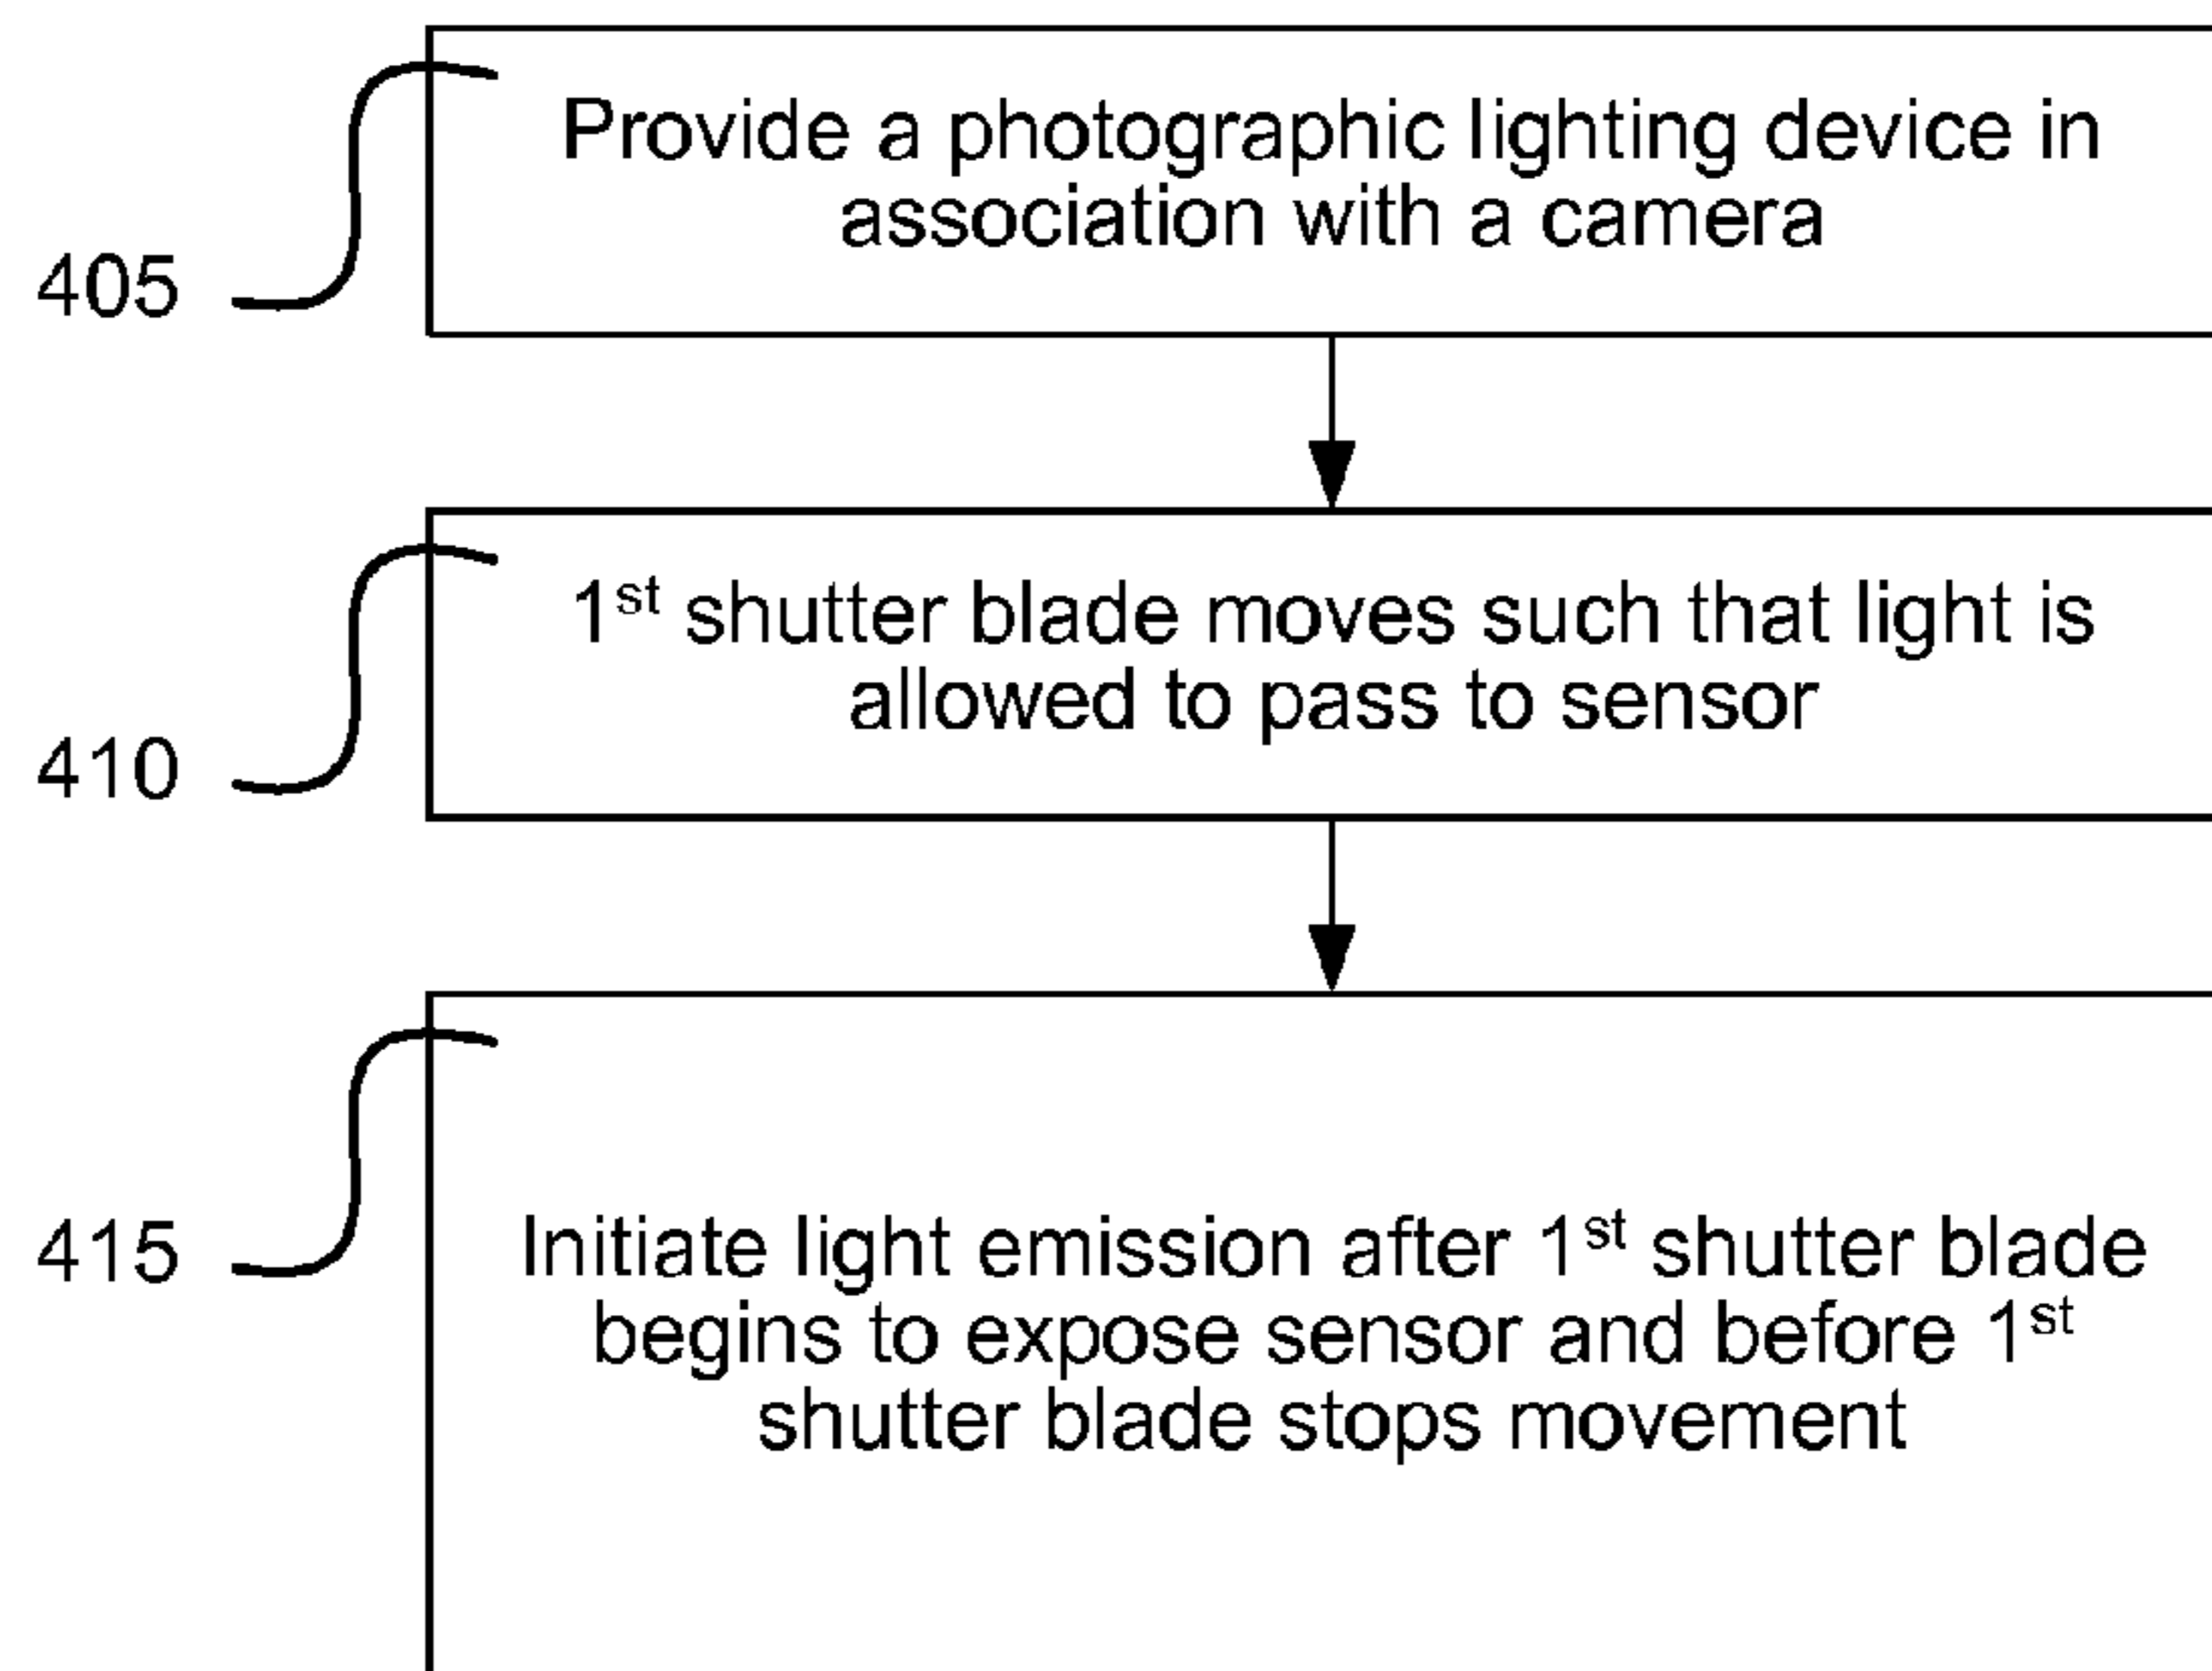 Provide a photographic lighting device in
association with a camera
405
1st shutter blade moves such that light is
allowed to pass to sensor
410
Initiate light emission after 1st shutter blade
begins to expose sensor and before 1st
shutter blade stops movement
415